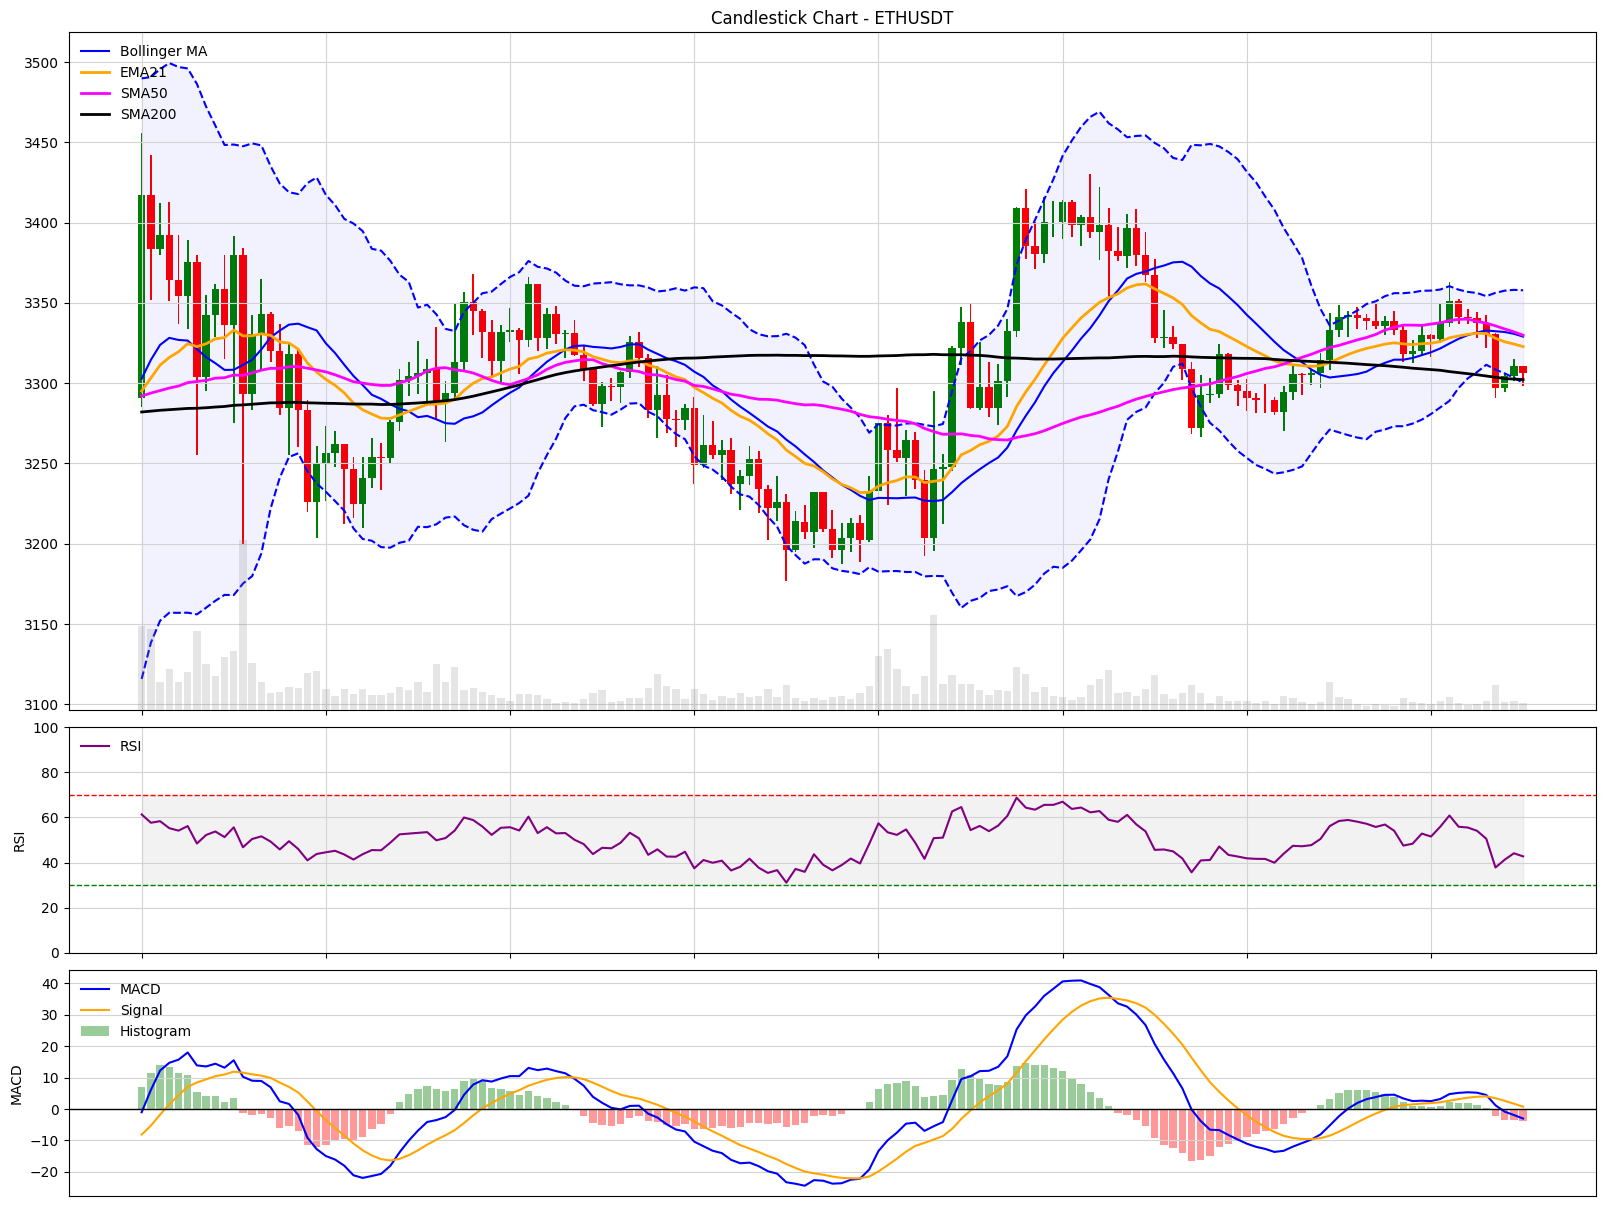 Candlestick Chart - ETHUSDT
Bollinger MA
EMA21
SMA50
SMA200
3500
3450
3400
3350
3300
3250
3200
3150
3100
RSI
100
80
60
40
20
0
RSI
MACD
Signal
Histogram
40
30
20
10
0
−10
−20
MACD